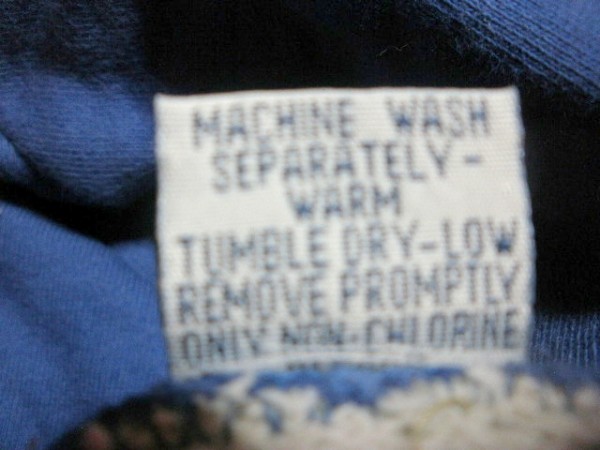 MACHINE WASH
SEPARATELY-
WARM
TUMBLE DRY-LOW
REMOVE PROMPTLY
ONLY NON-CHLORINE